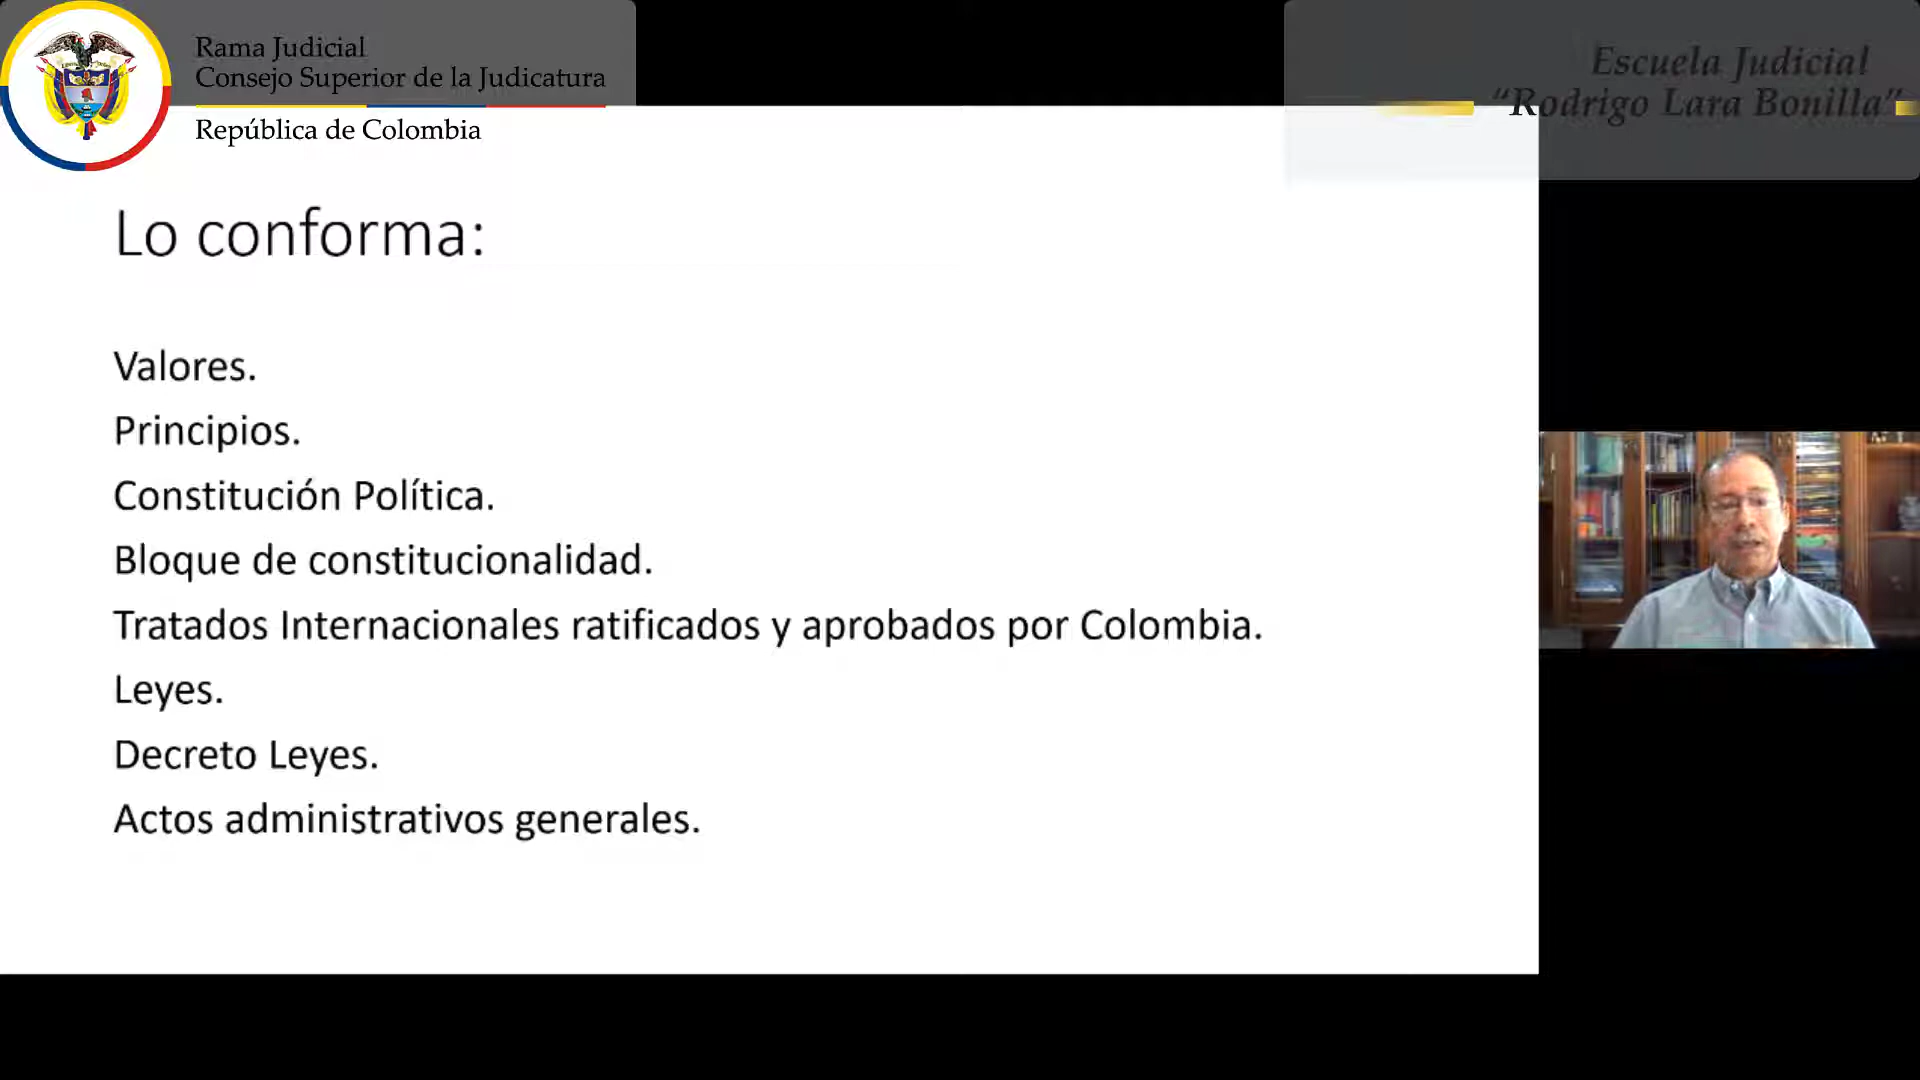 Rama Judicial
Consejo Superior de la Judicatura
República de Colombia
Escuela Judicial
“Rodrigo Lara Bonilla”
Lo conforma:
Valores.
Principios.
Constitución Política.
Bloque de constitucionalidad.
Tratados Internacionales ratificados y aprobados por Colombia.
Leyes.
Decreto Leyes.
Actos administrativos generales.